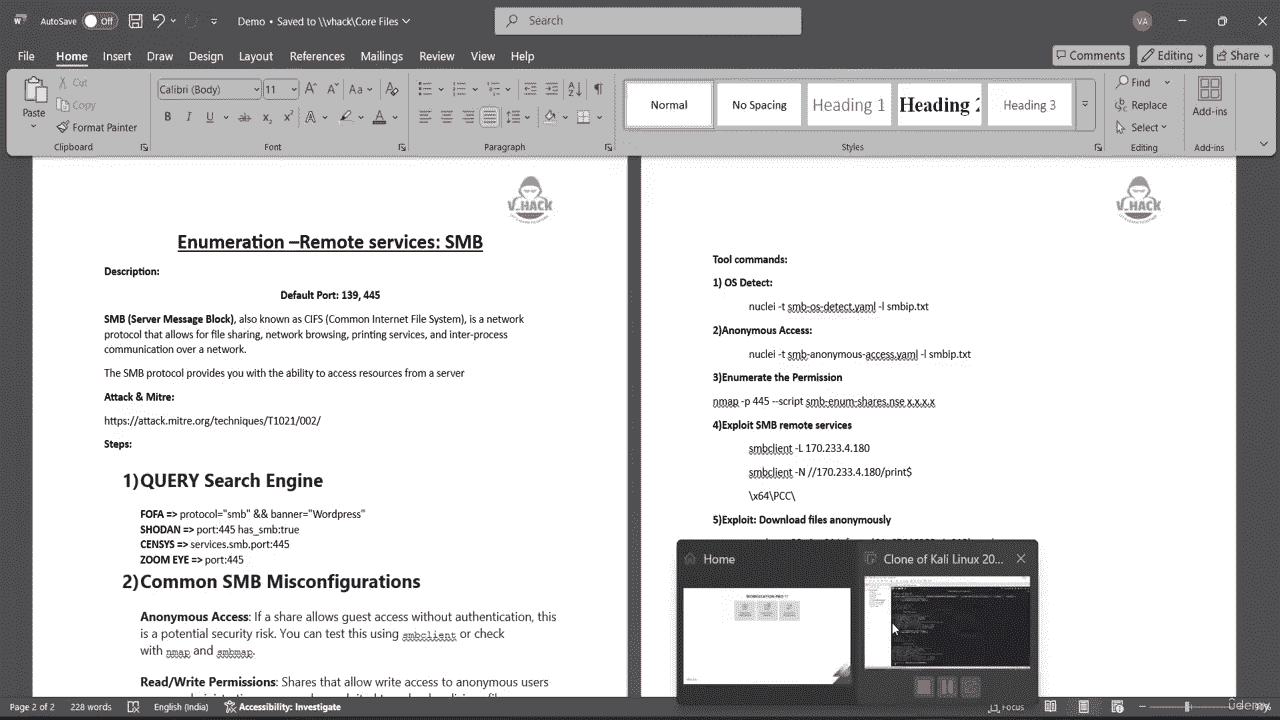 AutoSave Off
Saved to \\vhack\Downloads
Search
VA
File Home Insert Draw Design Layout References Mailings Review View Help
Comments Editing Share
Paste
Cut
Copy
Format Painter
Clipboard
Calibri (Body) 11
Font
Paragraph
Normal
No Spacing
Heading 1
Heading 2
Heading 3
Styles
Find
Replace
Select
Editing
Add-ins
Add-ins
V_HACK
Enumeration –Remote services: SMB
Description:
Default Port: 139, 445
SMB (Server Message Block), also known as CIFS (Common Internet File System), is a network
protocol that allows for file sharing, network browsing, printing services, and inter-process
communication over a network.
The SMB protocol provides you with the ability to access resources from a server
Attack & Mitre:
https://attack.mitre.org/techniques/T1021/002/
Steps:
1)QUERY Search Engine
FOFA => protocol="smb" && banner="Wordpress"
SHODAN => port:445 has_smb:true
CENSYS => services.smb.port:445
ZOOM EYE => port:445
2)Common SMB Misconfigurations
Anonymous Access: If a share allows guest access without authentication, this
is a potential security risk. You can test this using smbclient or check
with nmap and smbmap.
Read/Write Permissions: Shares that allow write access to anonymous users
V_HACK
Tool commands:
1) OS Detect:
nuclei -t smb-os-detect.yaml -l smbip.txt
2)Anonymous Access:
nuclei -t smb-anonymous-access.yaml -l smbip.txt
3)Enumerate the Permission
nmap -p 445 --script smb-enum-shares.nse x.x.x.x
4)Exploit SMB remote services
smbclient -L 170.233.4.180
smbclient -N //170.233.4.180/print$
\x64\PCC\
5)Exploit: Download files anonymously
Home
Clone of Kali Linux 20...
Page 2 of 2 228 words English (India) Accessibility: Investigate
Focus
Udemy